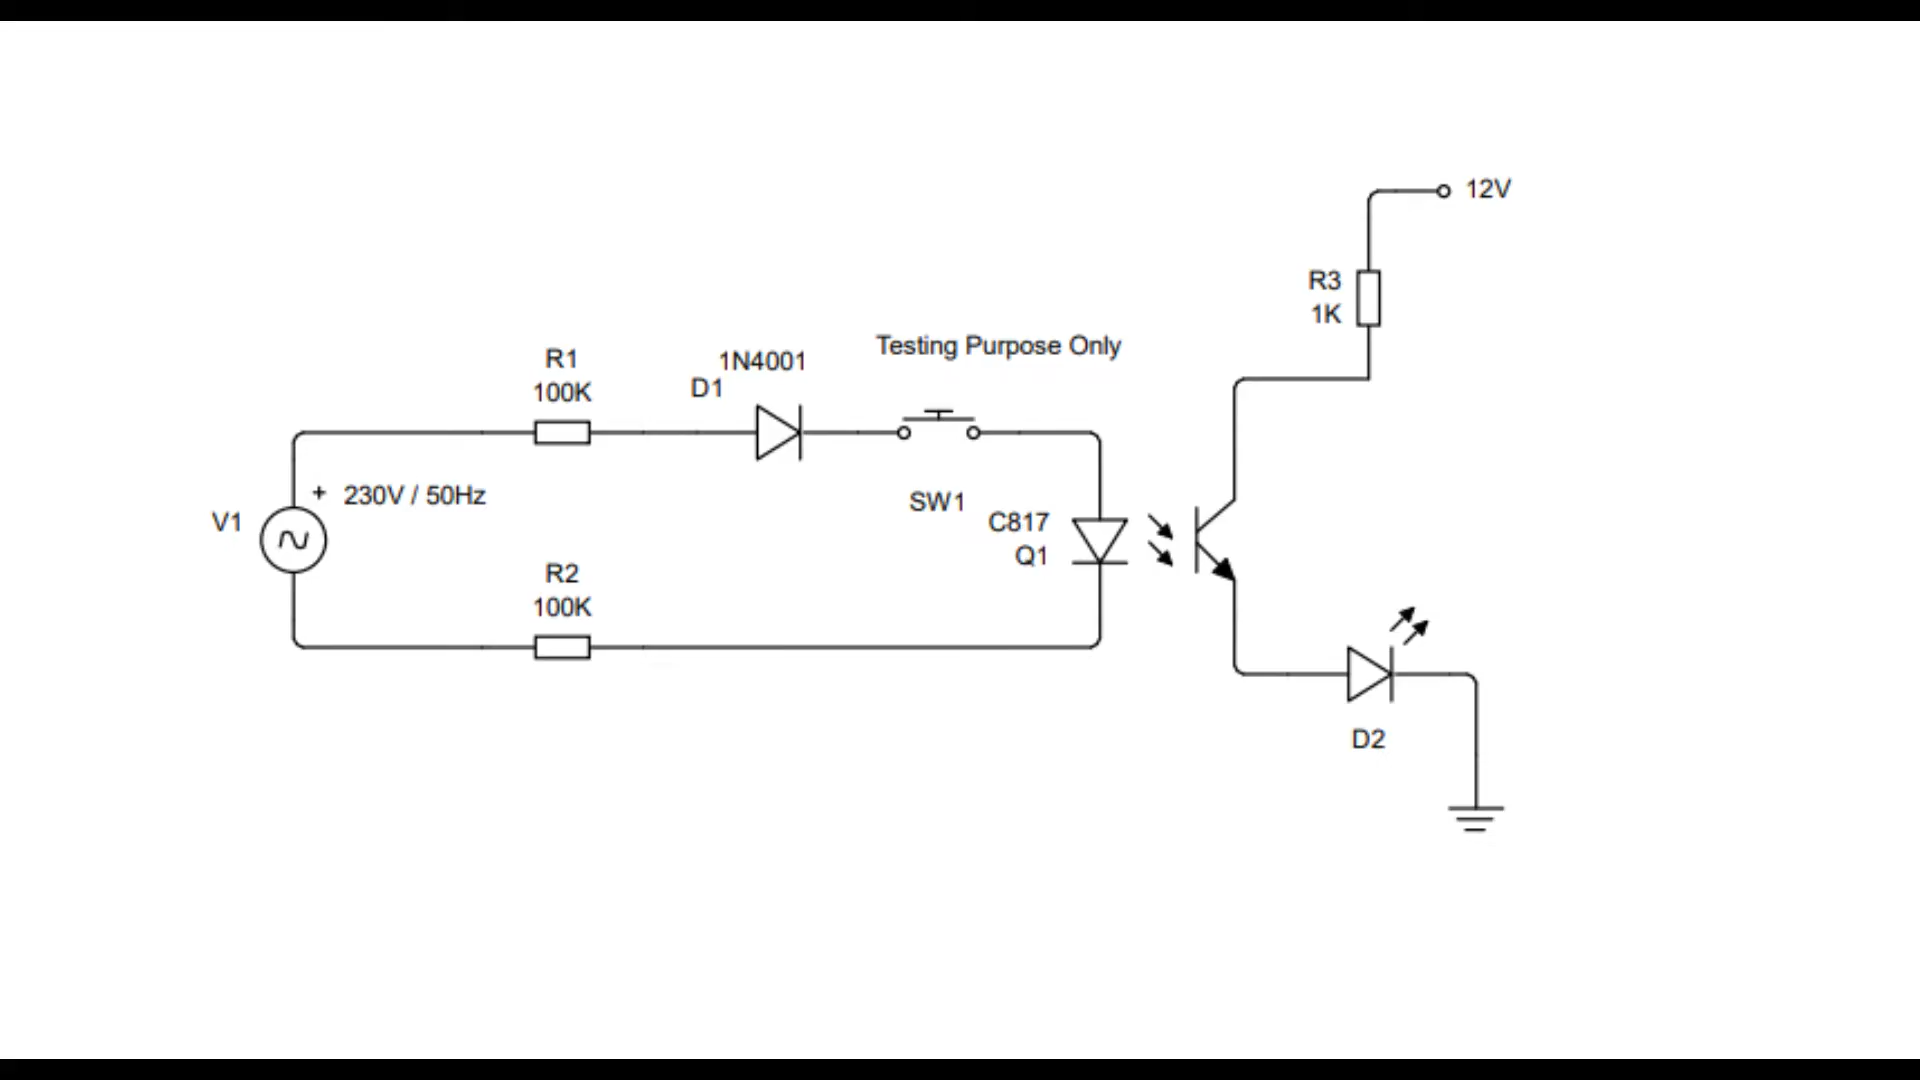 12V
R3
1K
Testing Purpose Only
R1
100K
1N4001
D1
+ 230V / 50Hz
V1
SW1
C817
Q1
R2
100K
D2